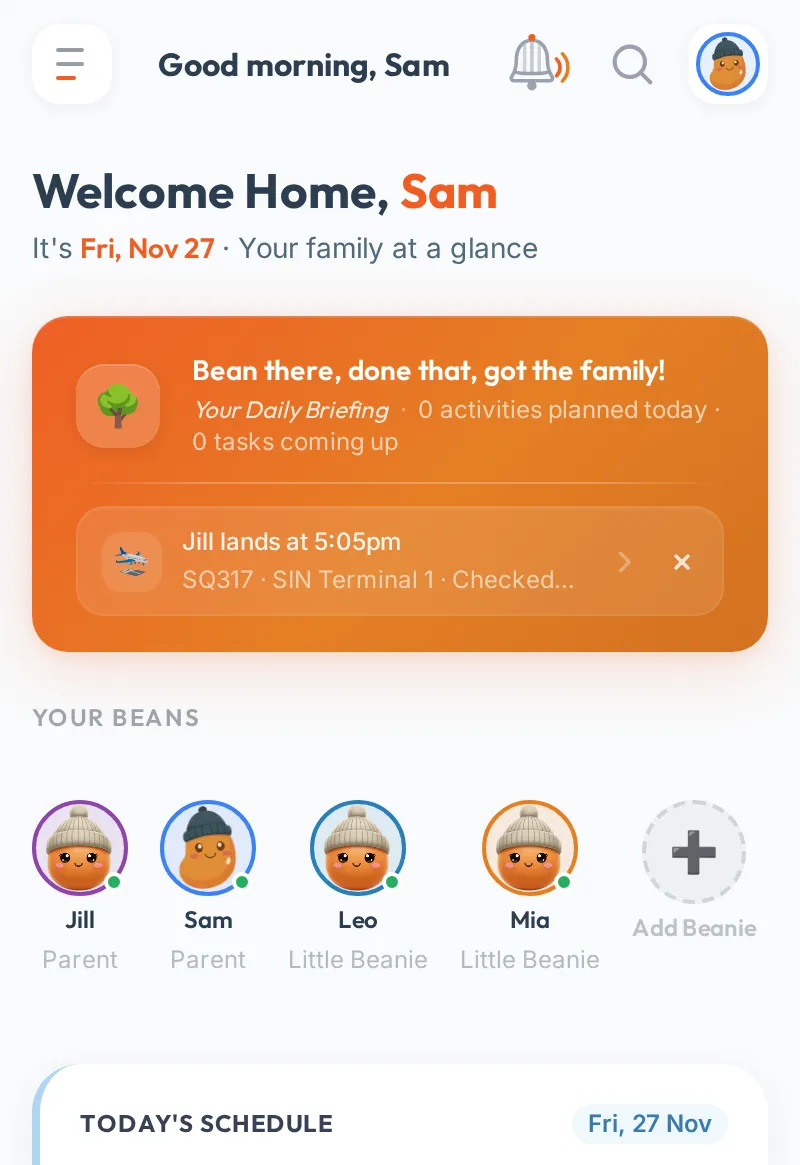 Good morning, Sam
Welcome Home, Sam
It's Fri, Nov 27 · Your family at a glance
Bean there, done that, got the family!
Your Daily Briefing · 0 activities planned today ·
0 tasks coming up
Jill lands at 5:05pm
SQ317 · SIN Terminal 1 · Checked...
YOUR BEANS
Jill
Sam
Leo
Mia
Add Beanie
Parent
Parent
Little Beanie
Little Beanie
TODAY'S SCHEDULE
Fri, 27 Nov